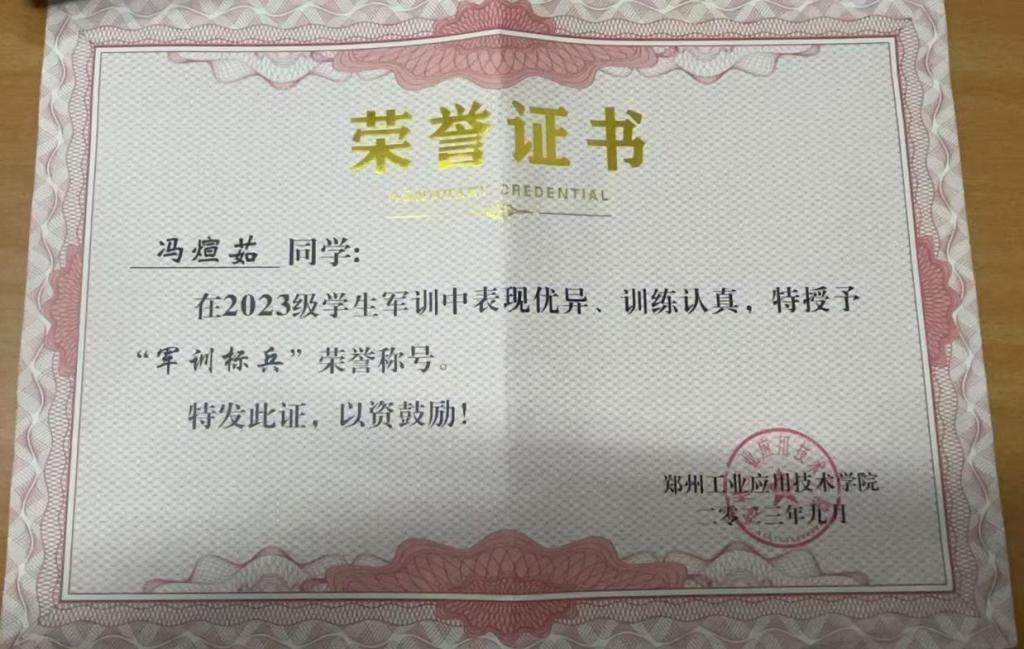 荣誉证书
HONORARY CREDENTIAL
冯煊茹 同学:
在2023级学生军训中表现优异、训练认真，特授予
“军训标兵”荣誉称号。
特发此证，以资鼓励！
郑州工业应用技术学院
二零二三年九月